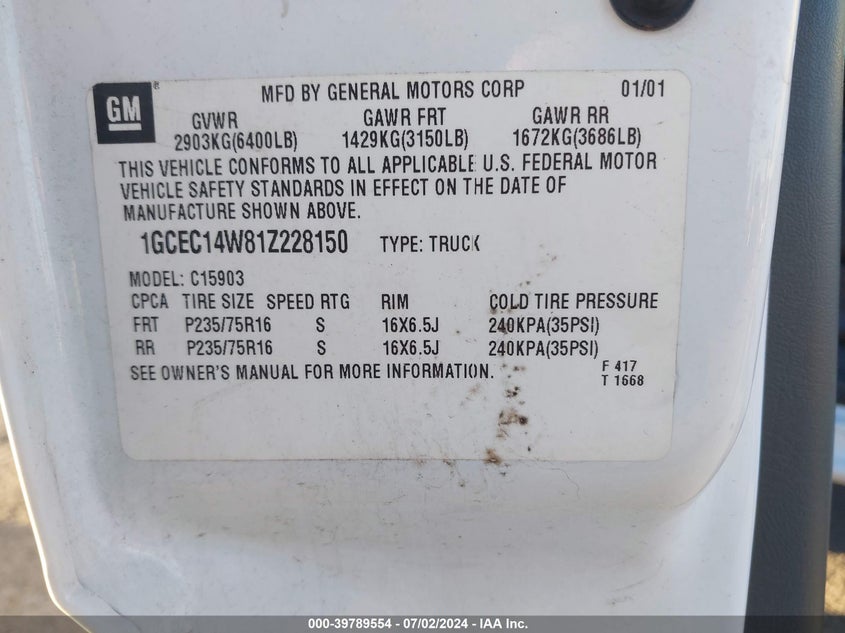 GM ®
MFD BY GENERAL MOTORS CORP 01/01
GVWR GAWR FRT GAWR RR
2903KG(6400LB) 1429KG(3150LB) 1672KG(3686LB)
THIS VEHICLE CONFORMS TO ALL APPLICABLE U.S. FEDERAL MOTOR
VEHICLE SAFETY STANDARDS IN EFFECT ON THE DATE OF
MANUFACTURE SHOWN ABOVE.
1GCEC14W81Z228150 TYPE: TRUCK
MODEL: C15903
CPCA TIRE SIZE SPEED RTG RIM COLD TIRE PRESSURE
FRT P235/75R16 S 16X6.5J 240KPA(35PSI)
RR P235/75R16 S 16X6.5J 240KPA(35PSI)
SEE OWNER'S MANUAL FOR MORE INFORMATION. F 417
T 1668
000-39789554 - 07/02/2024 - IAA Inc.